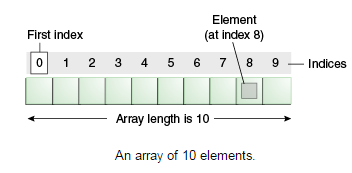 Element
(at index 8)
First index
0 1 2 3 4 5 6 7 8 9
Indices
Array length is 10
An array of 10 elements.